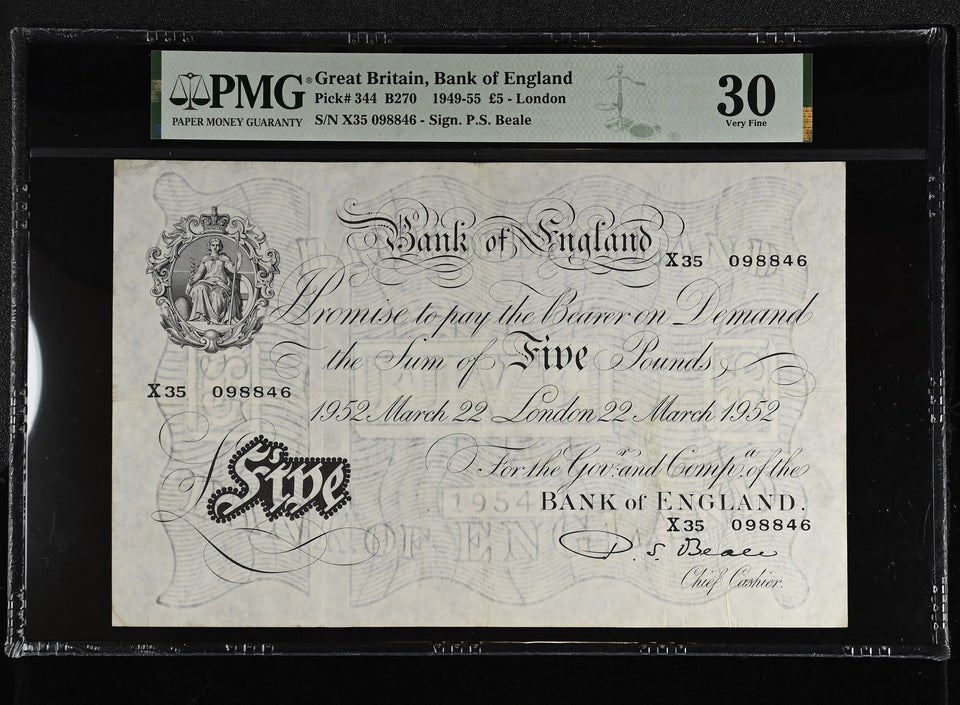 PMG® Great Britain, Bank of England
Pick# 344 B270 1949-55 £5 - London
PAPER MONEY GUARANTY S/N X35 098846 - Sign. P.S. Beale
30
Very Fine
Bank of England
X35 098846
I Promise to pay the Bearer on Demand
the Sum of Five Pounds
X35 098846
1952 March 22 London 22 March 1952
For the Govr. and Compa. of the
£Five
1954
BANK of ENGLAND.
X35 098846
P. S. Beale
Chief Cashier.